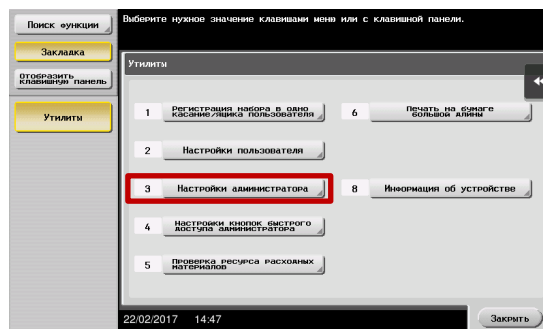 Поиск функции
Выберите нужное значение клавишами меню или с клавишной панели.
Закладка
Отобразить
клавишную панель
Утилиты
Утилиты
1 Регистрация набора в одно
касание/ящика пользователя
6 Печать на бумаге
большой длины
2 Настройки пользователя
3 Настройки администратора
8 Информация об устройстве
4 Настройки кнопок быстрого
доступа администратора
5 Проверка ресурса расходных
материалов
22/02/2017 14:47
Закрыть